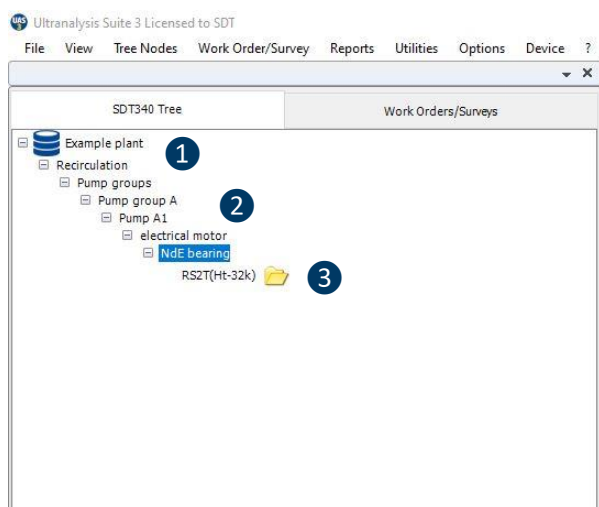 UAS 3 Ultranalysis Suite 3 Licensed to SDT
File View Tree Nodes Work Order/Survey Reports Utilities Options Device ?
SDT340 Tree Work Orders/Surveys
Example plant 1
Recirculation
Pump groups
Pump group A 2
Pump A1
electrical motor
NdE bearing
RS2T(Ht-32k) 3